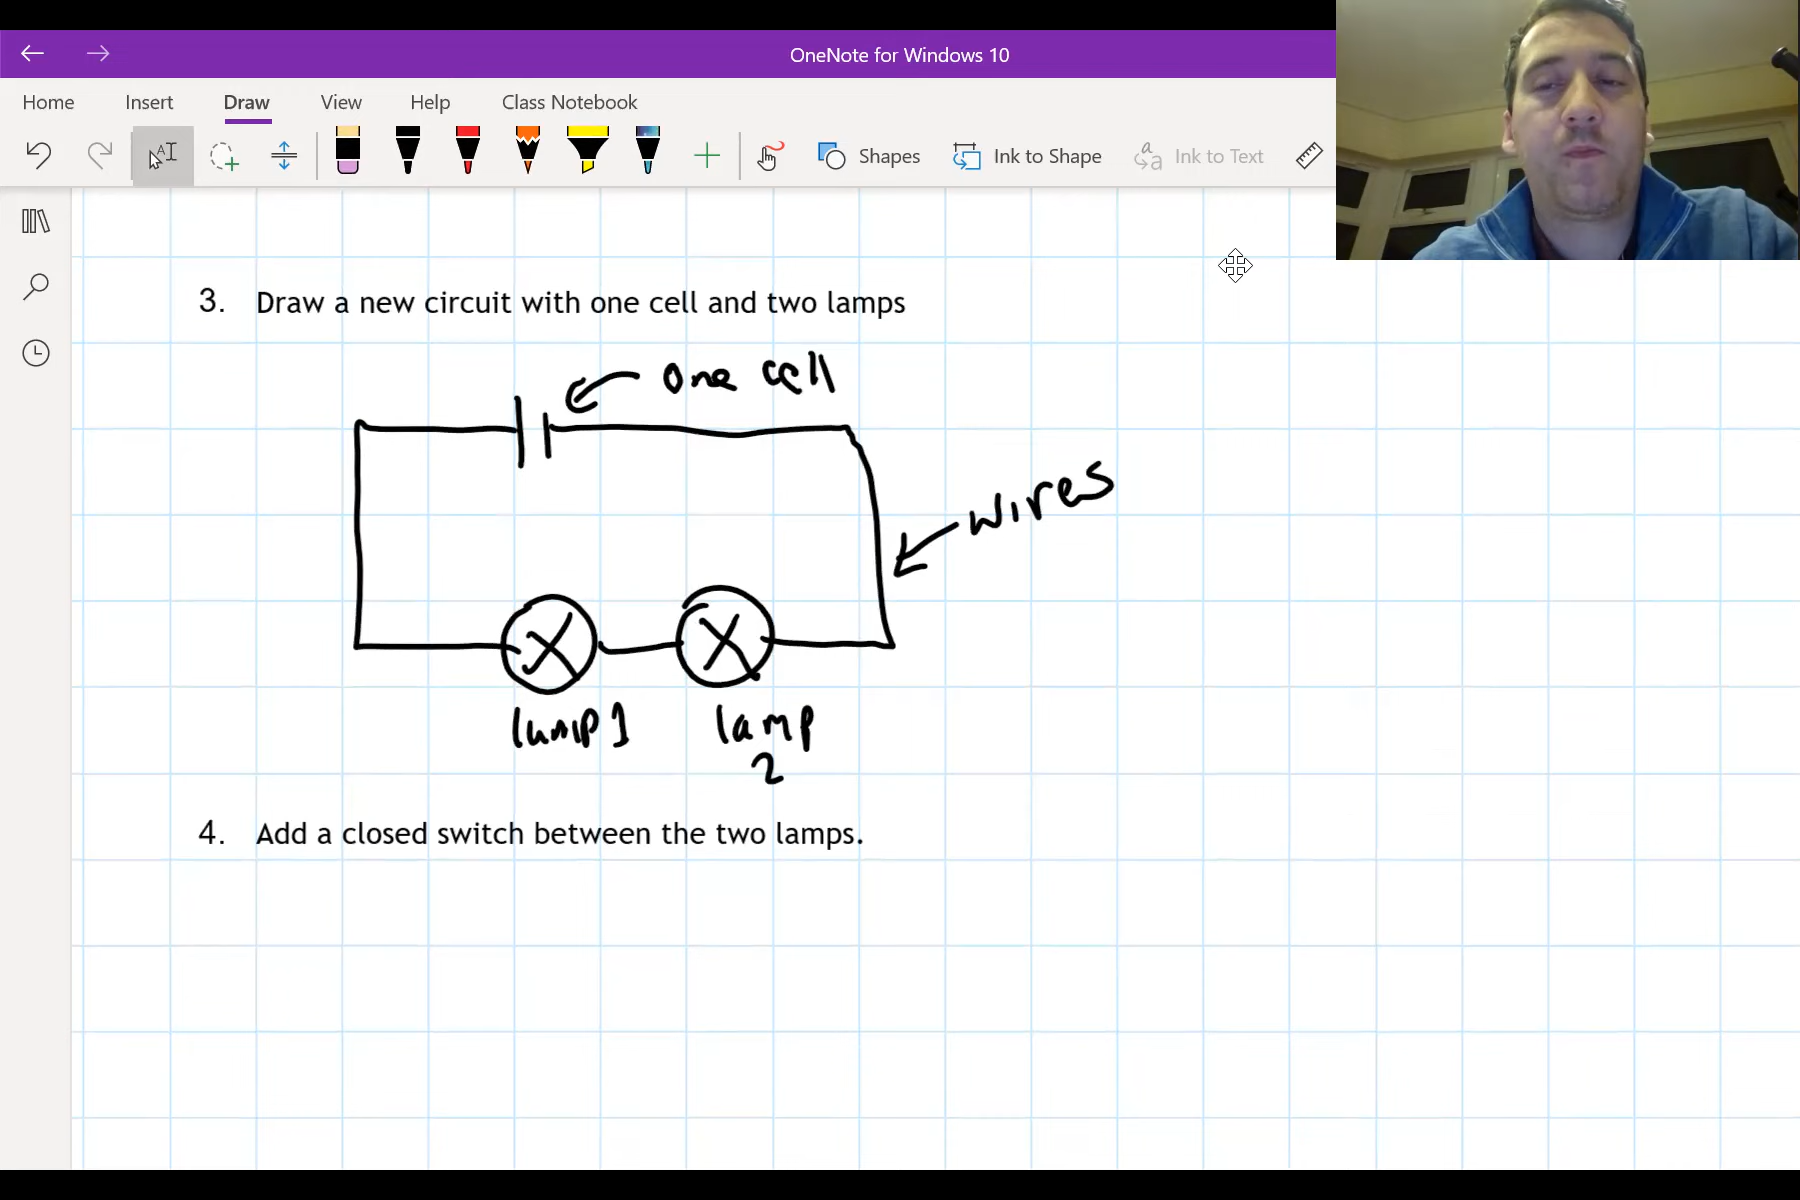 OneNote for Windows 10
Home Insert Draw View Help Class Notebook
Shapes Ink to Shape Ink to Text
3. Draw a new circuit with one cell and two lamps
one cell
wires
lamp 1
lamp
2
4. Add a closed switch between the two lamps.